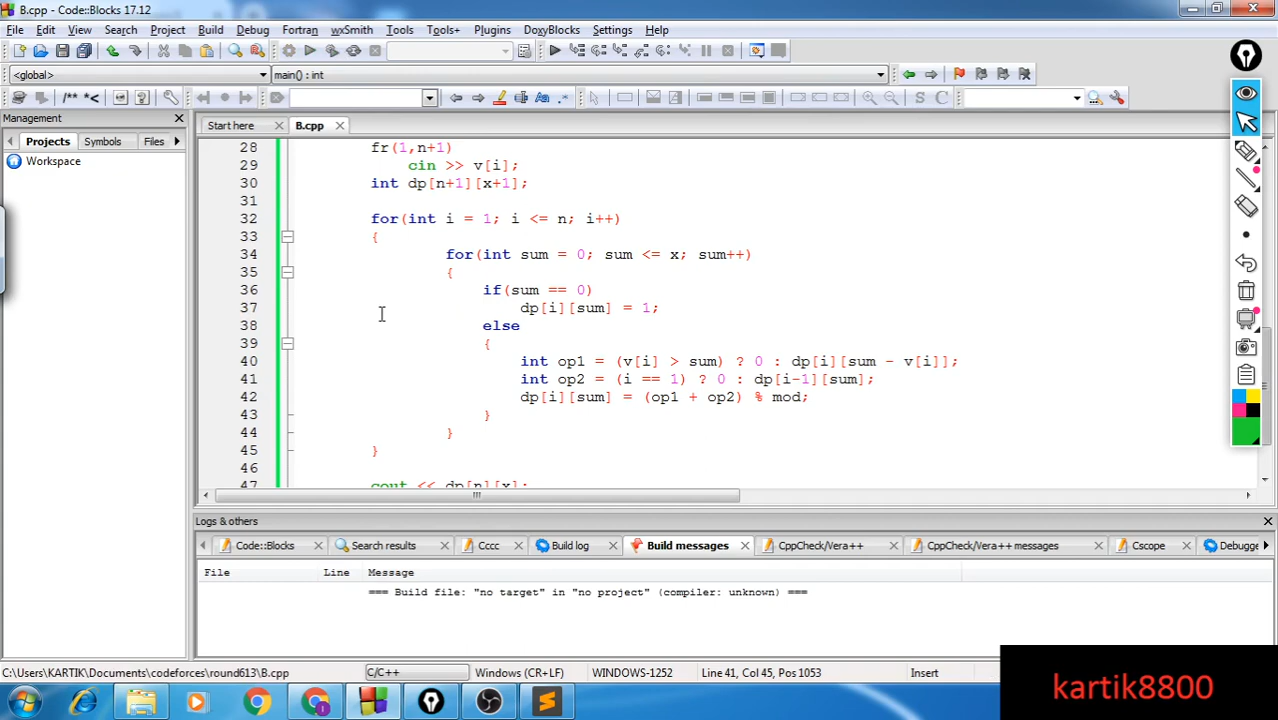 B.cpp - Code::Blocks 17.12
File Edit View Search Project Build Debug Fortran wxSmith Tools Tools+ Plugins DoxyBlocks Settings Help
<global> main() : int
/** *<
Management
Projects Symbols Files
Workspace
Start here B.cpp
28 fr(1,n+1)
29 cin >> v[i];
30 int dp[n+1][x+1];
31
32 for(int i = 1; i <= n; i++)
33 {
34 for(int sum = 0; sum <= x; sum++)
35 {
36 if(sum == 0)
37 dp[i][sum] = 1;
38 else
39 {
40 int op1 = (v[i] > sum) ? 0 : dp[i][sum - v[i]];
41 int op2 = (i == 1) ? 0 : dp[i-1][sum];
42 dp[i][sum] = (op1 + op2) % mod;
43 }
44 }
45 }
46
47 cout << dp[n][x];
Logs & others
Code::Blocks Search results Cccc Build log Build messages CppCheck/Vera++ CppCheck/Vera++ messages Cscope Debugge
File Line Message
=== Build file: "no target" in "no project" (compiler: unknown) ===
C:\Users\KARTIK\Documents\codeforces\round613\B.cpp C/C++ Windows (CR+LF) WINDOWS-1252 Line 41, Col 45, Pos 1053 Insert
kartik8800